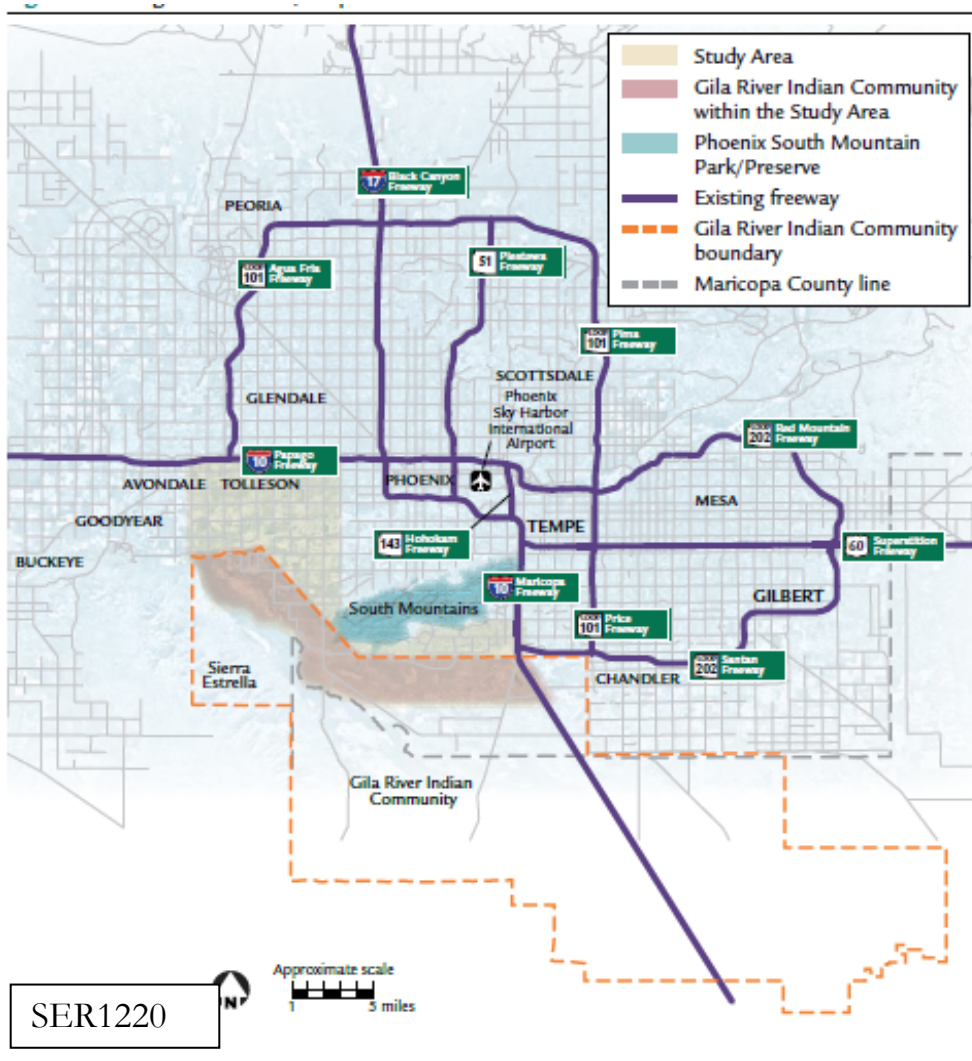 Study Area
Gila River Indian Community
within the Study Area
Phoenix South Mountain
Park/Preserve
Existing freeway
Gila River Indian Community
boundary
Maricopa County line
17 Black Canyon
Freeway
PEORIA
51
Freeway
101 Agua Fria
Freeway
101 Pima
Freeway
SCOTTSDALE
GLENDALE
Phoenix
Sky Harbor
International
Airport
202 Red Mountain
Freeway
10 Papago
Freeway
AVONDALE TOLLESON
PHOENIX
MESA
GOODYEAR
TEMPE
143 Hohokam
Freeway
60 Superstition
Freeway
BUCKEYE
10 Maricopa
Freeway
GILBERT
South Mountains
101 Price
Freeway
Sierra
Estrella
202 Santan
Freeway
CHANDLER
Gila River Indian
Community
Approximate scale
1 5 miles
N
SER1220